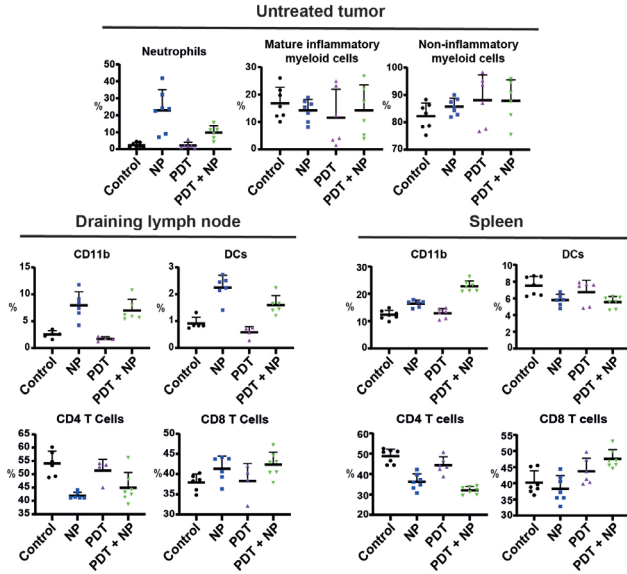 Untreated tumor
Neutrophils
Mature inflammatory
myeloid cells
Non-inflammatory
myeloid cells
%
50
40
30
20
10
0
Control
NP
PDT
PDT + NP
%
30
20
10
0
Control
NP
PDT
PDT + NP
%
100
90
80
70
Control
NP
PDT
PDT + NP
Draining lymph node
CD11b
DCs
%
15
10
5
0
Control
NP
PDT
PDT + NP
%
3
2
1
0
Control
NP
PDT
PDT + NP
CD4 T Cells
CD8 T Cells
%
65
60
55
50
45
40
35
Control
NP
PDT
PDT + NP
%
50
45
40
35
30
Control
NP
PDT
PDT + NP
Spleen
CD11b
DCs
%
30
20
10
0
Control
NP
PDT
PDT + NP
%
10
8
6
4
2
0
Control
NP
PDT
PDT + NP
CD4 T cells
CD8 T cells
%
60
50
40
30
20
Control
NP
PDT
PDT + NP
%
55
50
45
40
35
30
Control
NP
PDT
PDT + NP